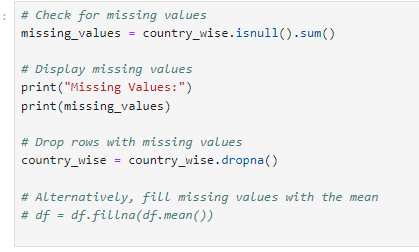 :
# Check for missing values
missing_values = country_wise.isnull().sum()
# Display missing values
print("Missing Values:")
print(missing_values)
# Drop rows with missing values
country_wise = country_wise.dropna()
# Alternatively, fill missing values with the mean
# df = df.fillna(df.mean())